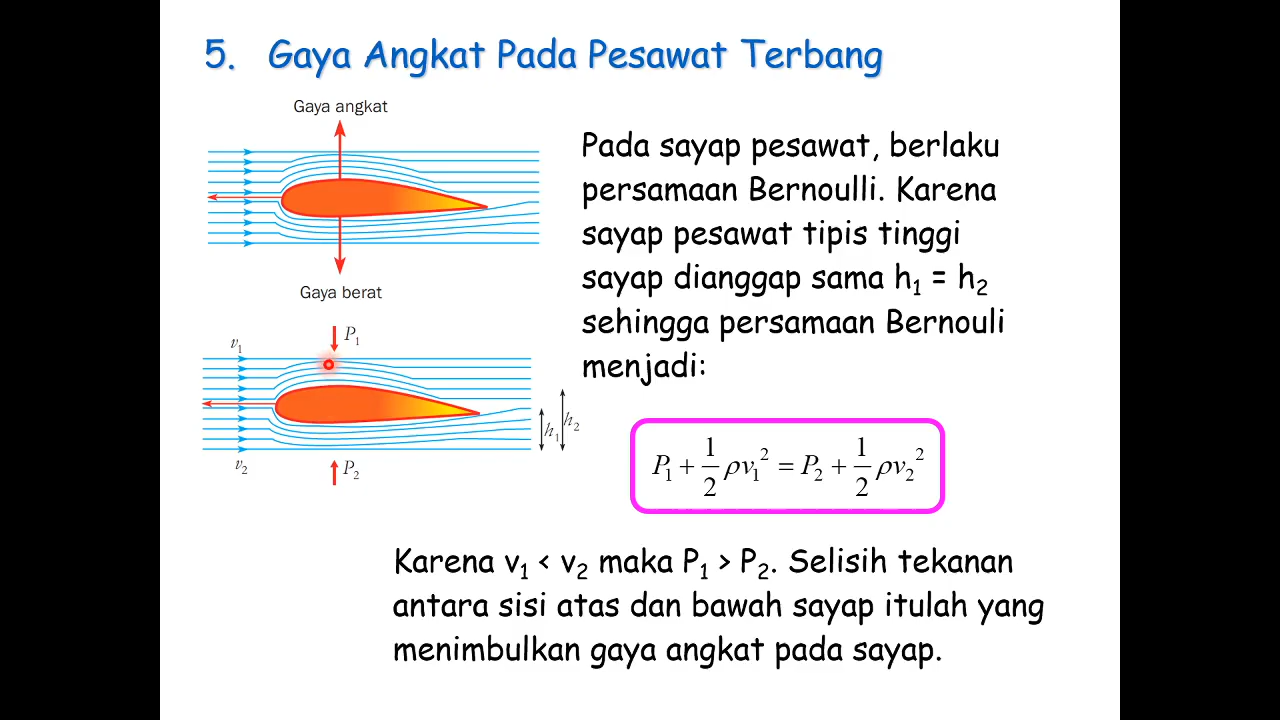 5. Gaya Angkat Pada Pesawat Terbang
Gaya angkat
Gaya berat
Pada sayap pesawat, berlaku
persamaan Bernoulli. Karena
sayap pesawat tipis tinggi
sayap dianggap sama h₁ = h₂
sehingga persamaan Bernouli
menjadi:
v₁
P₁
h₁
h₂
v₂
P₂
P₁ + 1/2 ρv₁² = P₂ + 1/2 ρv₂²
Karena v₁ < v₂ maka P₁ > P₂. Selisih tekanan
antara sisi atas dan bawah sayap itulah yang
menimbulkan gaya angkat pada sayap.